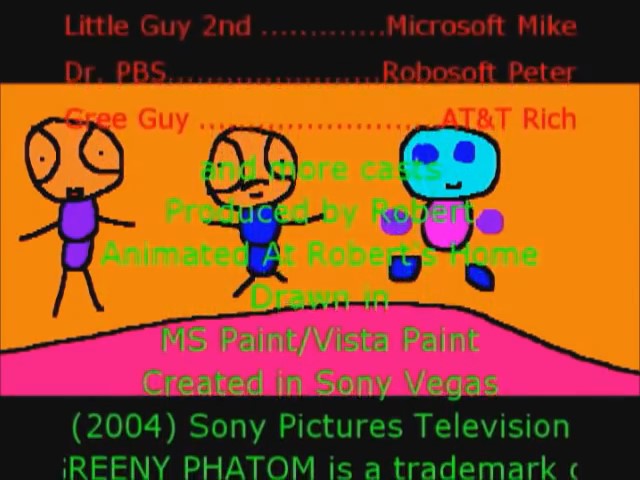 Little Guy 2nd .............Microsoft Mike
Dr. PBS......................Robosoft Peter
Gree Guy ........................AT&T Rich
and more casts
Produced by Robert
Animated At Robert's Home
Drawn in
MS Paint/Vista Paint
Created in Sony Vegas
(2004) Sony Pictures Television
GREENY PHATOM is a trademark